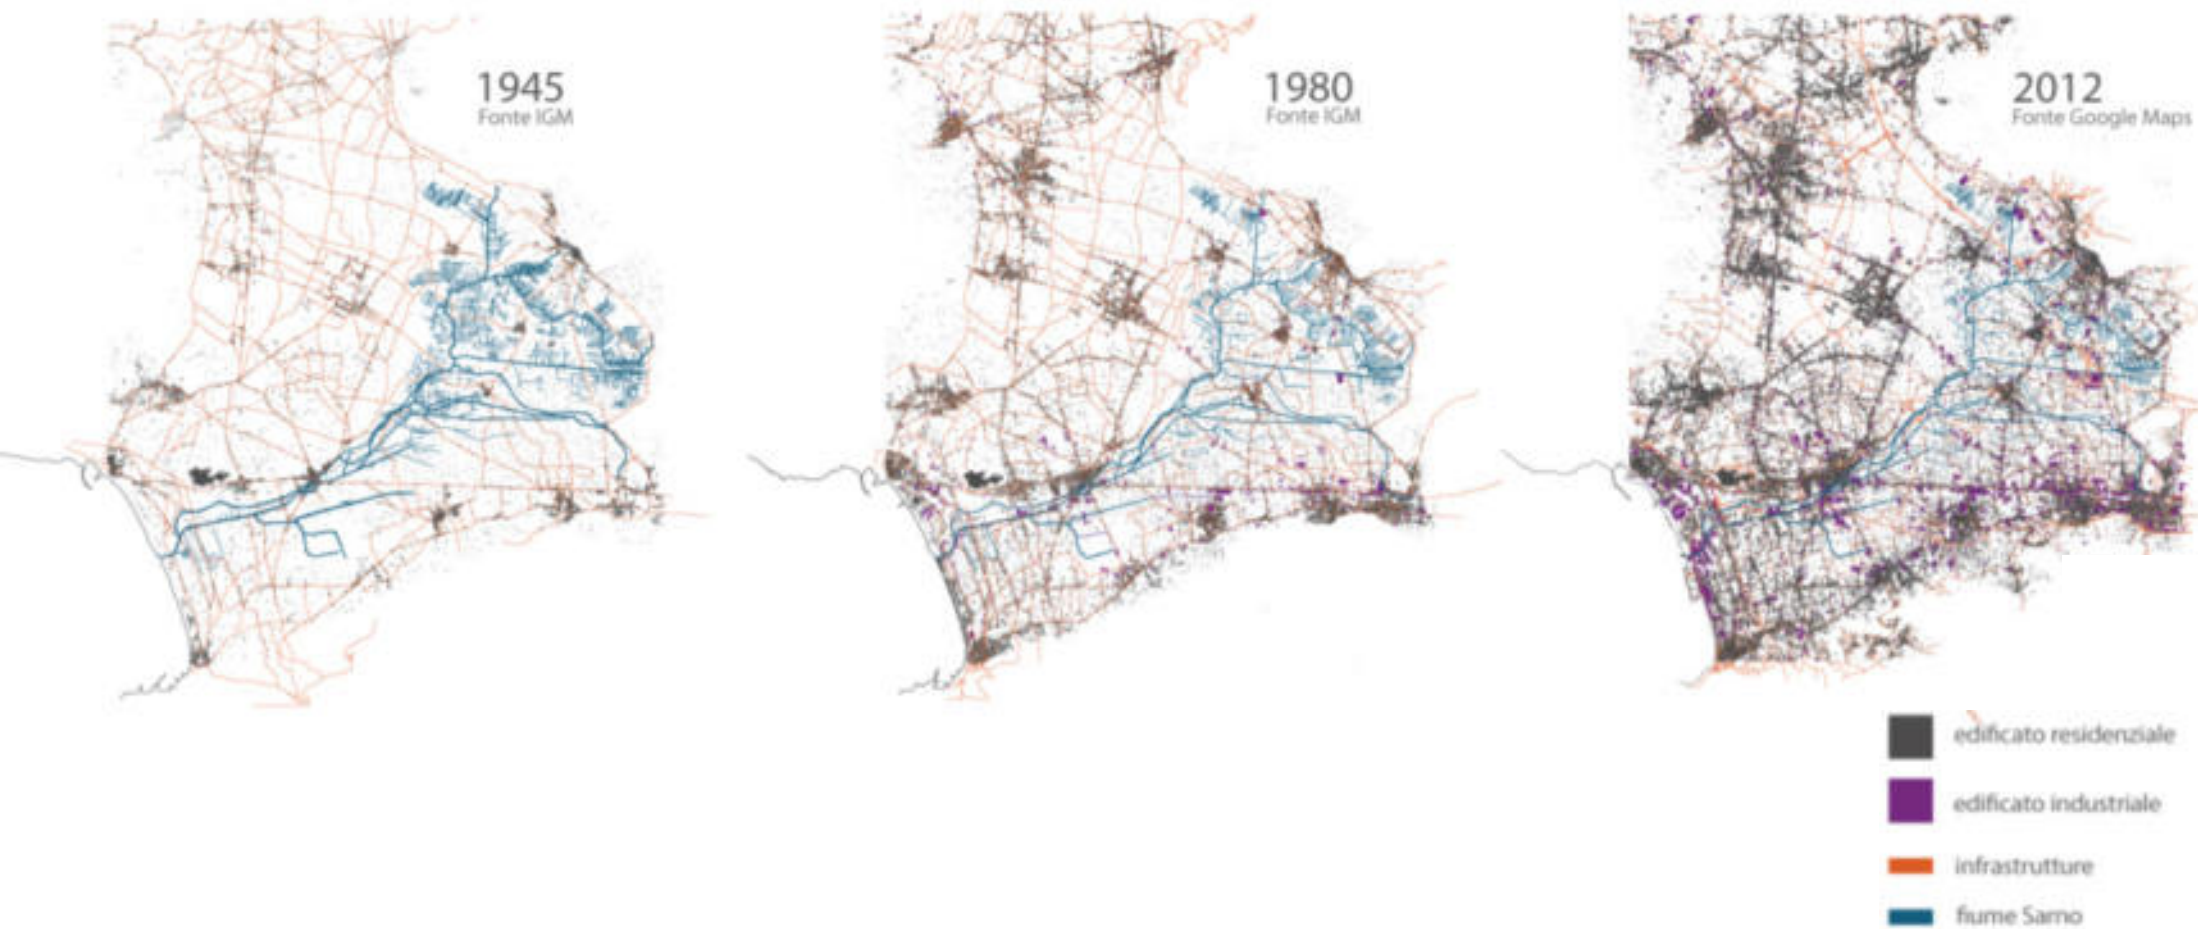 1945
Fonte IGM
1980
Fonte IGM
2012
Fonte Google Maps
edificato residenziale
edificato industriale
infrastrutture
fiume Sarno